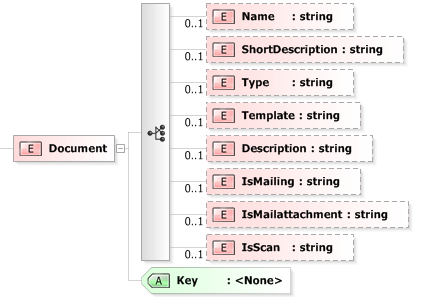 E Name : string
0..1
E ShortDescription : string
0..1
E Type : string
0..1
E Template : string
0..1
E Document
E Description : string
0..1
E IsMailing : string
0..1
E IsMailattachment : string
0..1
E IsScan : string
0..1
A Key : <None>